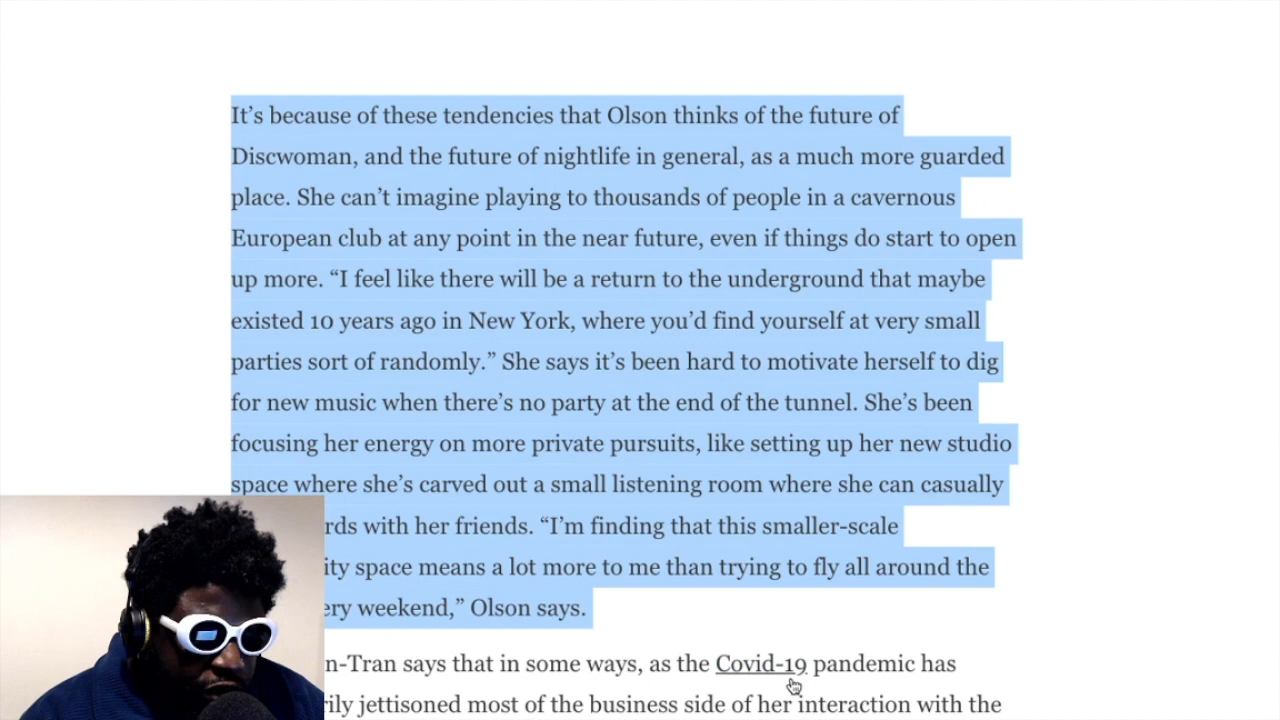 It’s because of these tendencies that Olson thinks of the future of
Discwoman, and the future of nightlife in general, as a much more guarded
place. She can’t imagine playing to thousands of people in a cavernous
European club at any point in the near future, even if things do start to open
up more. “I feel like there will be a return to the underground that maybe
existed 10 years ago in New York, where you’d find yourself at very small
parties sort of randomly.” She says it’s been hard to motivate herself to dig
for new music when there’s no party at the end of the tunnel. She’s been
focusing her energy on more private pursuits, like setting up her new studio
space where she’s carved out a small listening room where she can casually
with her friends. “I’m finding that this smaller-scale
space means a lot more to me than trying to fly all around the
weekend,” Olson says.
says that in some ways, as the Covid-19 pandemic has
jettisoned most of the business side of her interaction with the